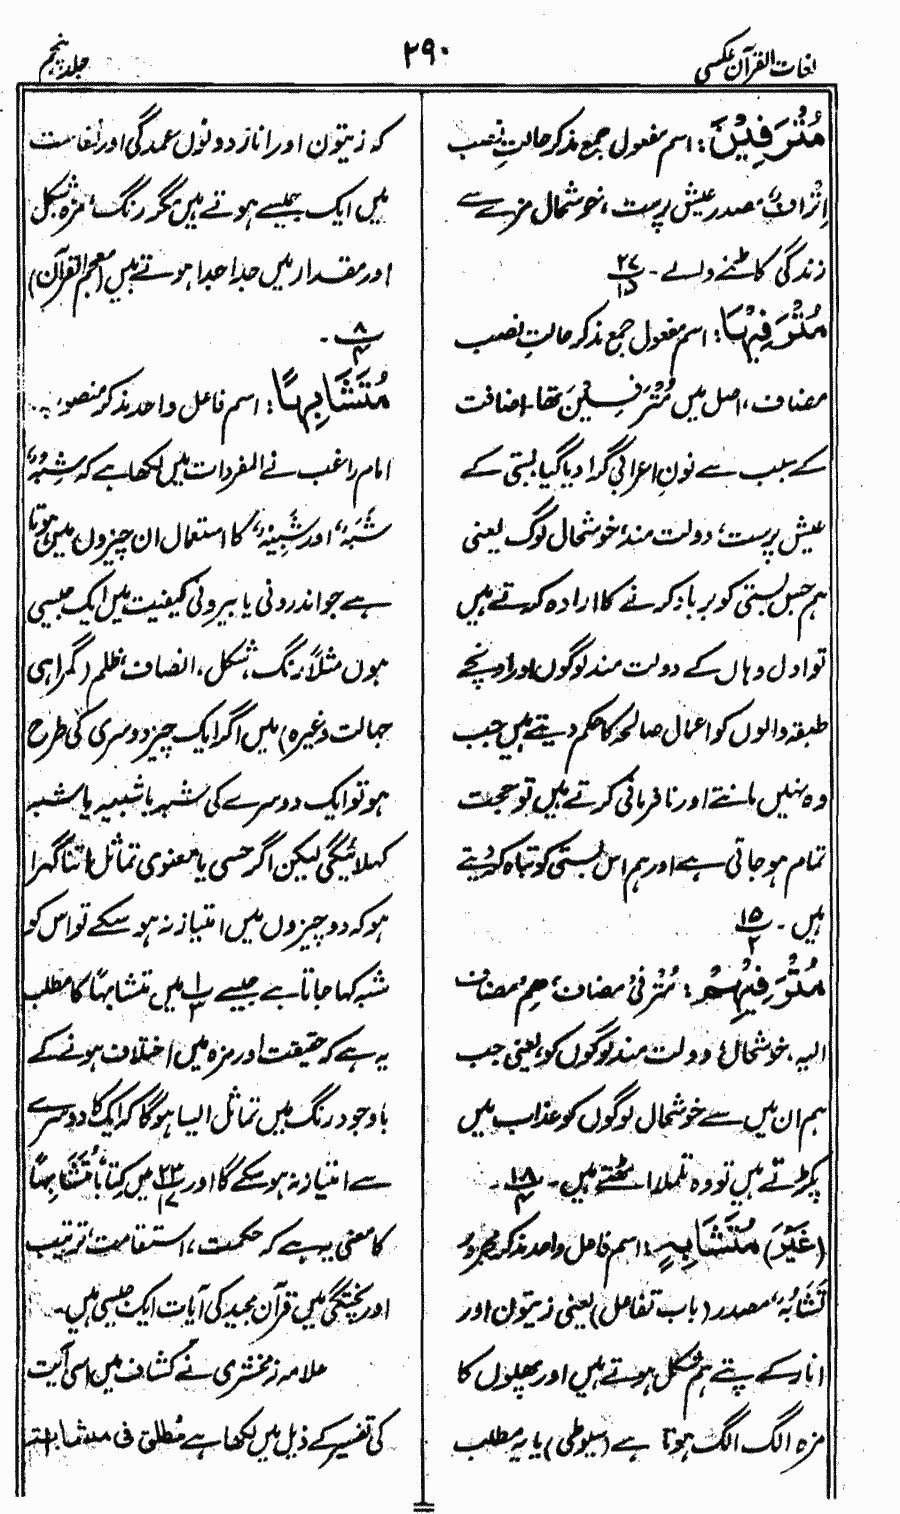 لغات القرآن عکسی
۲۹۰
جلد پنجم
مُتْرَفِیْنَ: اسم مفعول جمع مذکر حالتِ نصب
اِتْرَافٌ، مصدر عیش پرست، خوشحال مزے سے
زندگی کاٹنے والے - ۲۷/۱۵
مُتْرَفِیْہَا: اسم مفعول جمع مذکر حالتِ نصب
مضاف، اصل میں مُتْرَفِیْنَ تھا۔ اضافت
کے سبب سے نونِ اعرابی گرا دیا گیا بستی کے
عیش پرست، دولت مند، خوشحال لوگ یعنی
ہم جس بستی کو برباد کرنے کا ارادہ کرتے ہیں
تو اول وہاں کے دولت مند لوگوں اور اونچے
طبقہ والوں کو اعمال صالحہ کا حکم دیتے ہیں جب
وہ نہیں مانتے اور نافرمانی کرتے ہیں تو حجت
تمام ہو جاتی ہے اور ہم اس بستی کو تباہ کر دیتے
ہیں - ۱۵/۲
مُتْرَفِیْہِمْ: مُتْرَفِیْ مضاف، ھِمْ مضاف
الیہ، خوشحال، دولت مند لوگوں کو، یعنی جب
ہم ان میں سے خوشحال لوگوں کو عذاب میں
پکڑتے ہیں تو وہ تلملا اٹھتے ہیں - ۱۸/۴ -
(غَیْرَ) مُتَشَابِہٍ: اسم فاعل واحد مذکر مجرور
تَشَابُہٌ، مصدر (باب تفاعل) یعنی زیتون اور
انار کے پتے ہم شکل ہوتے ہیں اور پھلوں کا
مزہ الگ الگ ہوتا ہے (سیوطی) یا یہ مطلب
کہ زیتون اور انار دونوں عمدگی اور نفاست
میں ایک جیسے ہوتے ہیں مگر رنگ، مزہ شکل
اور مقدار میں جدا جدا ہوتے ہیں (معجم القرآن)
۸/۴ -
مُتَشَابِہًا: اسم فاعل واحد مذکر منصوب
امام راغب نے المفردات میں لکھا ہے کہ شِبْہٌ،
شَبَہٌ، اور شَبِیْہٌ، کا استعمال ان چیزوں میں ہوتا
ہے جو اندرونی یا بیرونی کیفیت میں ایک جیسی
ہوں مثلاً رنگ، شکل، انصاف، ظلم (گمراہی
جہالت وغیرہ) میں اگر ایک چیز دوسری کی طرح
ہو تو ایک دوسرے کی شبہ یا شبیہ یا شبہ
کہلائیگی لیکن اگر حسی یا معنوی تماثل اتنا گہرا
ہو کہ دو چیزوں میں امتیاز نہ ہو سکے تو اس کو
شبہ کہا جاتا ہے جیسے ۱/۳ میں متشابہاً کا مطلب
یہ ہے کہ حقیقت اور مزہ میں اختلاف ہونے کے
باوجود رنگ میں تماثل ایسا ہوگا کہ ایک کا دوسرے
سے امتیاز نہ ہو سکے گا اور ۲۳/۱۷ میں کِتَابًا مُتَشَابِہًا
کا معنی یہ ہے کہ حکمت، استقامت، ترتیب
اور پختگی میں قرآن مجید کی آیات ایک جیسی ہیں -
علامہ زمخشری نے کشاف میں اسی آیت
کی تفسیر کے ذیل میں لکھا ہے مُطلق فی مشابہۃ